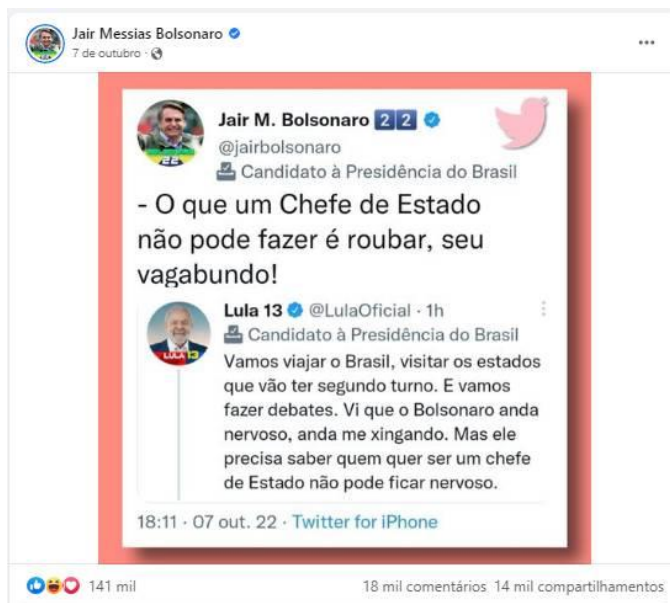 Jair Messias Bolsonaro
7 de outubro ·
Jair M. Bolsonaro 2 2
@jairbolsonaro
Candidato à Presidência do Brasil
- O que um Chefe de Estado
não pode fazer é roubar, seu
vagabundo!
Lula 13 @LulaOficial · 1h
Candidato à Presidência do Brasil
Vamos viajar o Brasil, visitar os estados
que vão ter segundo turno. E vamos
fazer debates. Vi que o Bolsonaro anda
nervoso, anda me xingando. Mas ele
precisa saber quem quer ser um chefe
de Estado não pode ficar nervoso.
18:11 · 07 out. 22 · Twitter for iPhone
141 mil 18 mil comentários 14 mil compartilhamentos
22
LULA 13